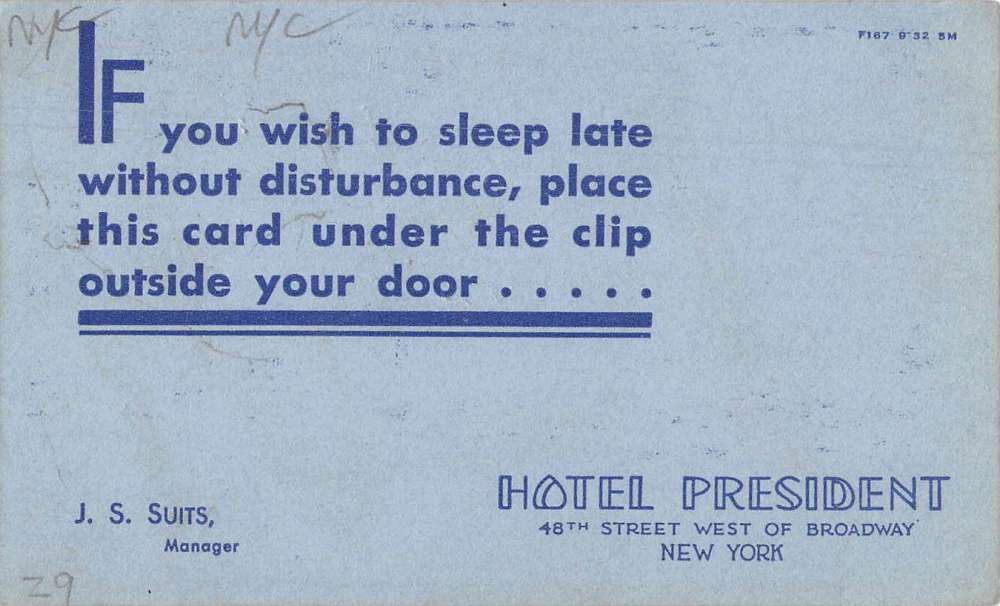 NYC NYC
F167 9-32 5M
IF you wish to sleep late
without disturbance, place
this card under the clip
outside your door . . . . .
J. S. SUITS,
Manager
HOTEL PRESIDENT
48TH STREET WEST OF BROADWAY
NEW YORK
Z9